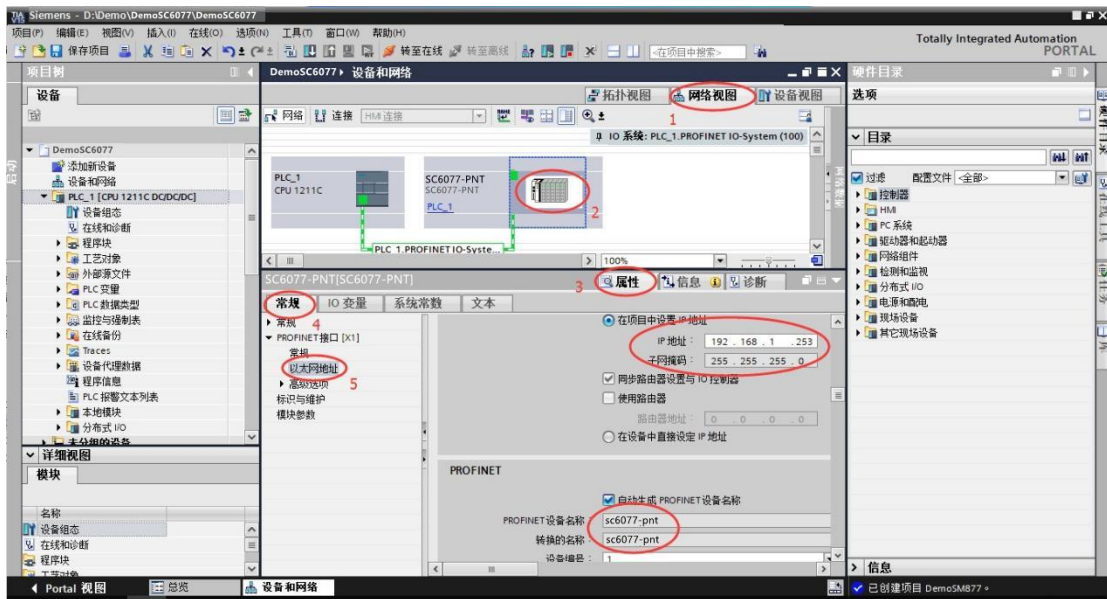 Siemens - D:\Demo\DemoSC6077\DemoSC6077
项目(P) 编辑(E) 视图(V) 插入(I) 在线(O) 选项(N) 工具(T) 窗口(W) 帮助(H)
Totally Integrated Automation
PORTAL
保存项目 转至在线 转至离线 <在项目中搜索>
项目树
设备
DemoSC6077
添加新设备
设备和网络
PLC_1 [CPU 1211C DC/DC/DC]
设备组态
在线和诊断
程序块
工艺对象
外部源文件
PLC 变量
PLC 数据类型
监控与强制表
在线备份
Traces
设备代理数据
程序信息
PLC 报警文本列表
本地模块
分布式 I/O
未分组的设备
详细视图
模块
名称
设备组态
在线和诊断
程序块
工艺对象
DemoSC6077 ▸ 设备和网络
拓扑视图 网络视图 设备视图
1
网络 连接 HMI 连接
IO 系统: PLC_1.PROFINET IO-System (100)
PLC_1
CPU 1211C
SC6077-PNT
SC6077-PNT
PLC_1
2
PLC_1.PROFINET IO-Syste...
100%
SC6077-PNT [SC6077-PNT]
3
属性 信息 诊断
常规 IO 变量 系统常数 文本
4
常规
PROFINET接口 [X1]
常规
以太网地址
5
高级选项
标识与维护
模块参数
在项目中设置 IP 地址
IP 地址: 192 . 168 . 1 . 253
子网掩码: 255 . 255 . 255 . 0
同步路由器设置与 IO 控制器
使用路由器
路由器地址: 0 . 0 . 0 . 0
在设备中直接设定 IP 地址
PROFINET
自动生成 PROFINET 设备名称
PROFINET 设备名称: sc6077-pnt
转换的名称: sc6077-pnt
设备编号: 1
硬件目录
选项
目录
过滤 配置文件 <全部>
控制器
HMI
PC 系统
驱动器和起动器
网络组件
检测和监视
分布式 I/O
电源和配电
现场设备
其它现场设备
信息
Portal 视图 总览 设备和网络
已创建项目 DemoSM877。